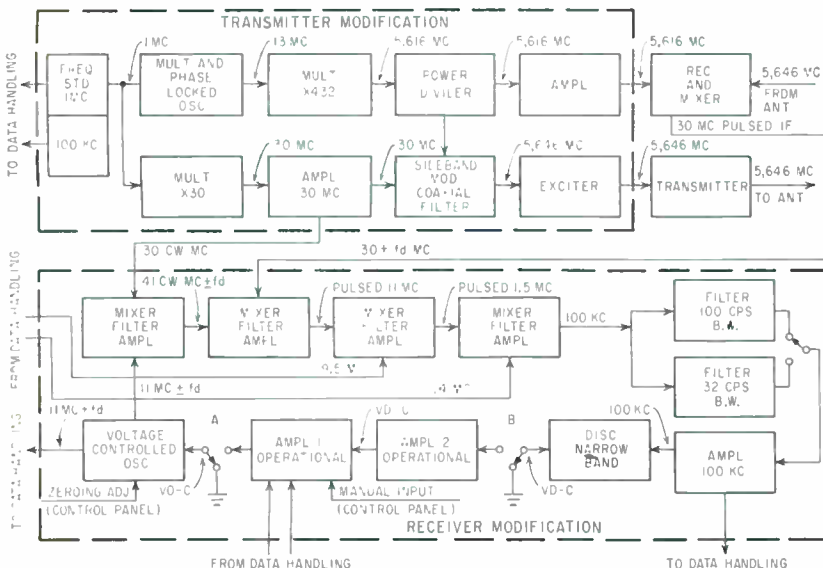 TRANSMITTER MODIFICATION
1MC
13 MC
5,616 MC
5,616 MC
5,616 MC
TO DATA HANDLING
FREQ
STD
1MC
100 KC
MULT AND
PHASE
LOCKED
OSC
MULT
X432
POWER
DIVIDER
AMPL
REC
AND
MIXER
5,646 MC
FROM
ANT
30 MC PULSED IF
30 MC
30 MC
5,646 MC
5,646 MC
MULT
X30
AMPL
30 MC
SIDEBAND
MOD
COAXIAL
FILTER
EXCITER
TRANSMITTER
5,646 MC
TO ANT
30 CW MC
30 + fd MC
FROM DATA HANDLING
41 CW MC ± fd
PULSED 11 MC
PULSED 1.5 MC
MIXER
FILTER
AMPL
MIXER
FILTER
AMPL
MIXER
FILTER
AMPL
MIXER
FILTER
AMPL
100 KC
FILTER
100 CPS
B.W.
FILTER
32 CPS
B.W.
11 MC ± fd
TO DATA HANDLING
11 MC ± fd
VOLTAGE
CONTROLLED
OSC
A
AMPL 1
OPERATIONAL
VD-C
AMPL 2
OPERATIONAL
B
DISC
NARROW
BAND
100 KC
AMPL
100 KC
ZEROING ADJ
(CONTROL PANEL)
VD-C
MANUAL INPUT
(CONTROL PANEL)
VD-C
RECEIVER MODIFICATION
FROM DATA HANDLING
TO DATA HANDLING